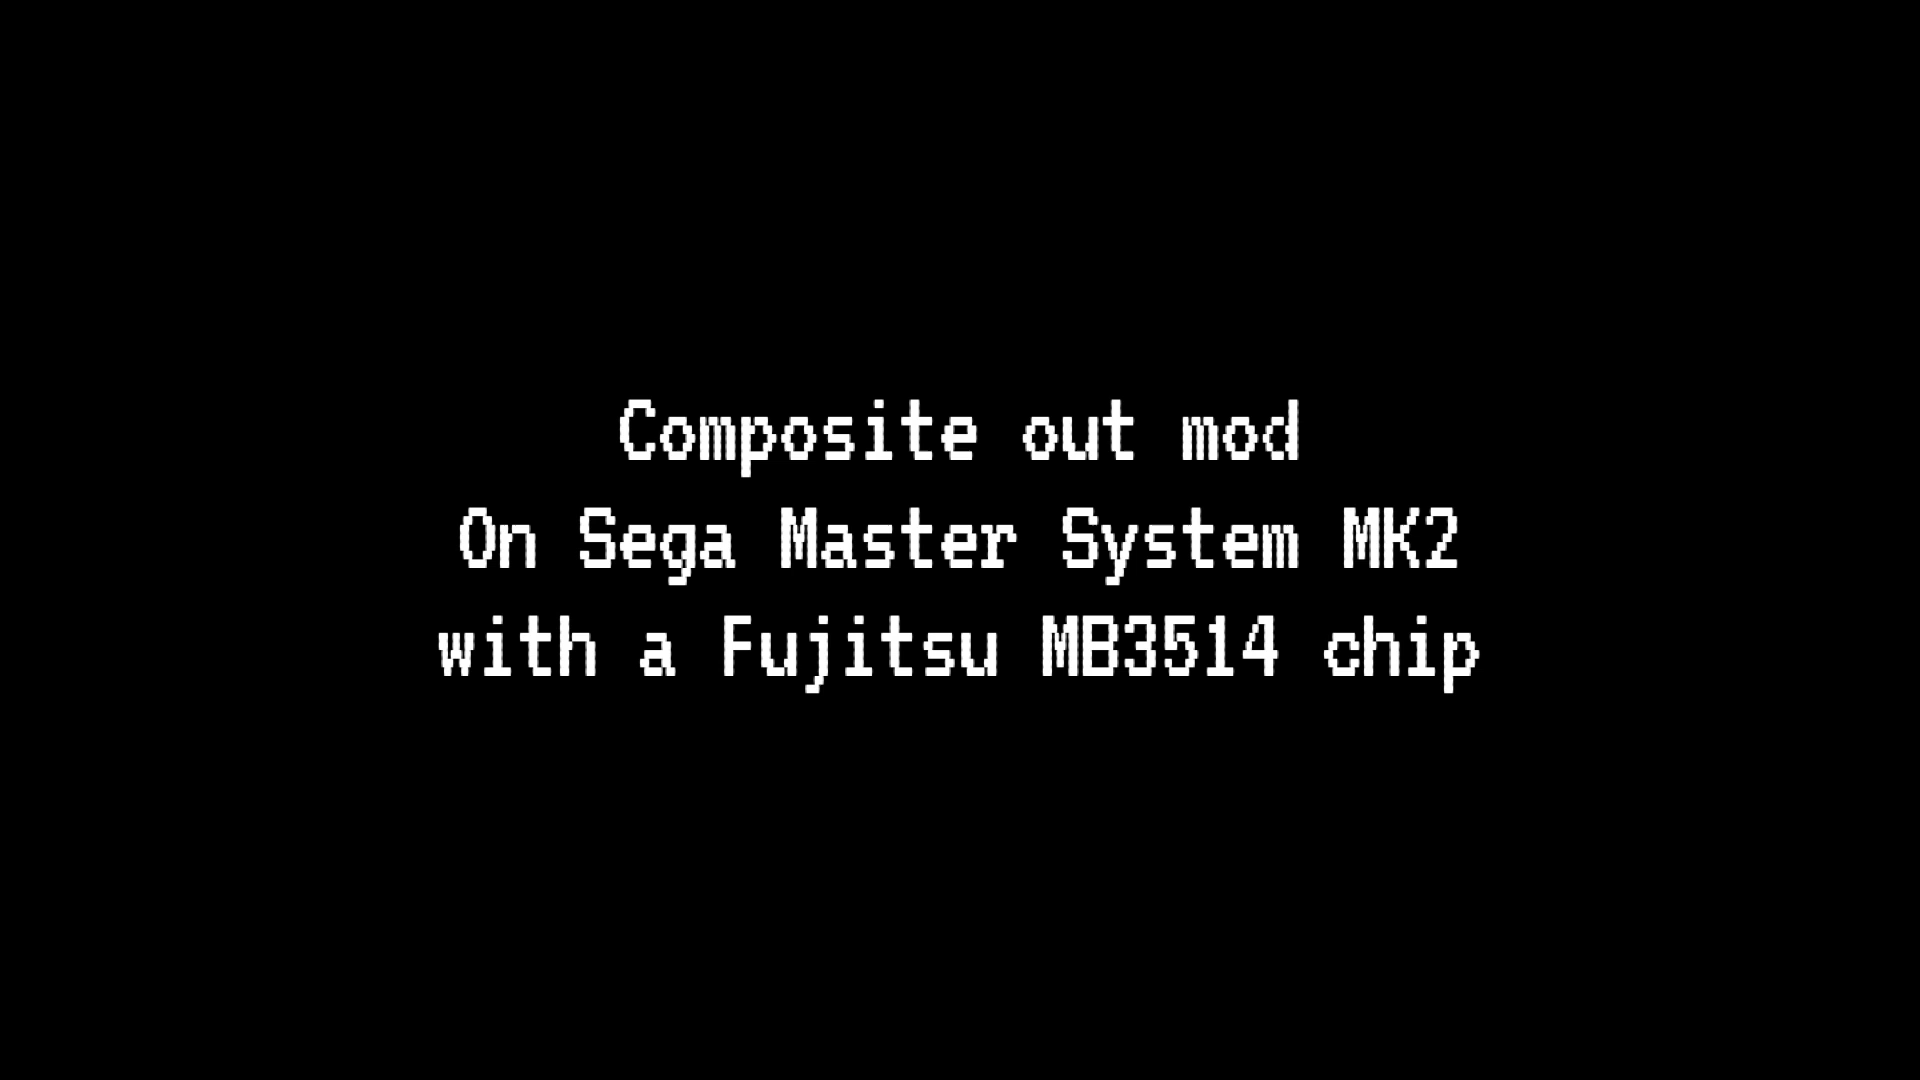 Composite out mod
On Sega Master System MK2
with a Fujitsu MB3514 chip